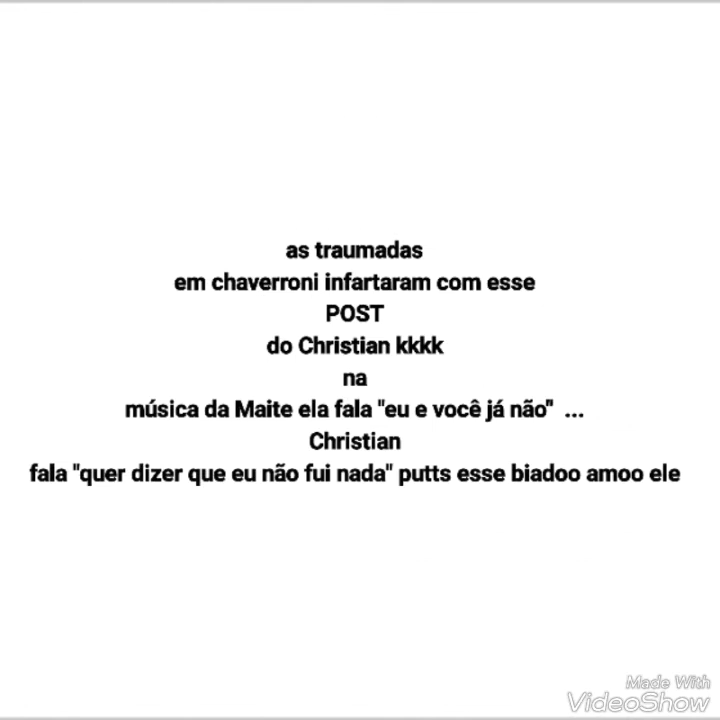 as traumadas
em chaverroni infartaram com esse
POST
do Christian kkkk
na
música da Maite ela fala "eu e você já não" ...
Christian
fala "quer dizer que eu não fui nada" putts esse biadoo amoo ele
Made With
VideoShow